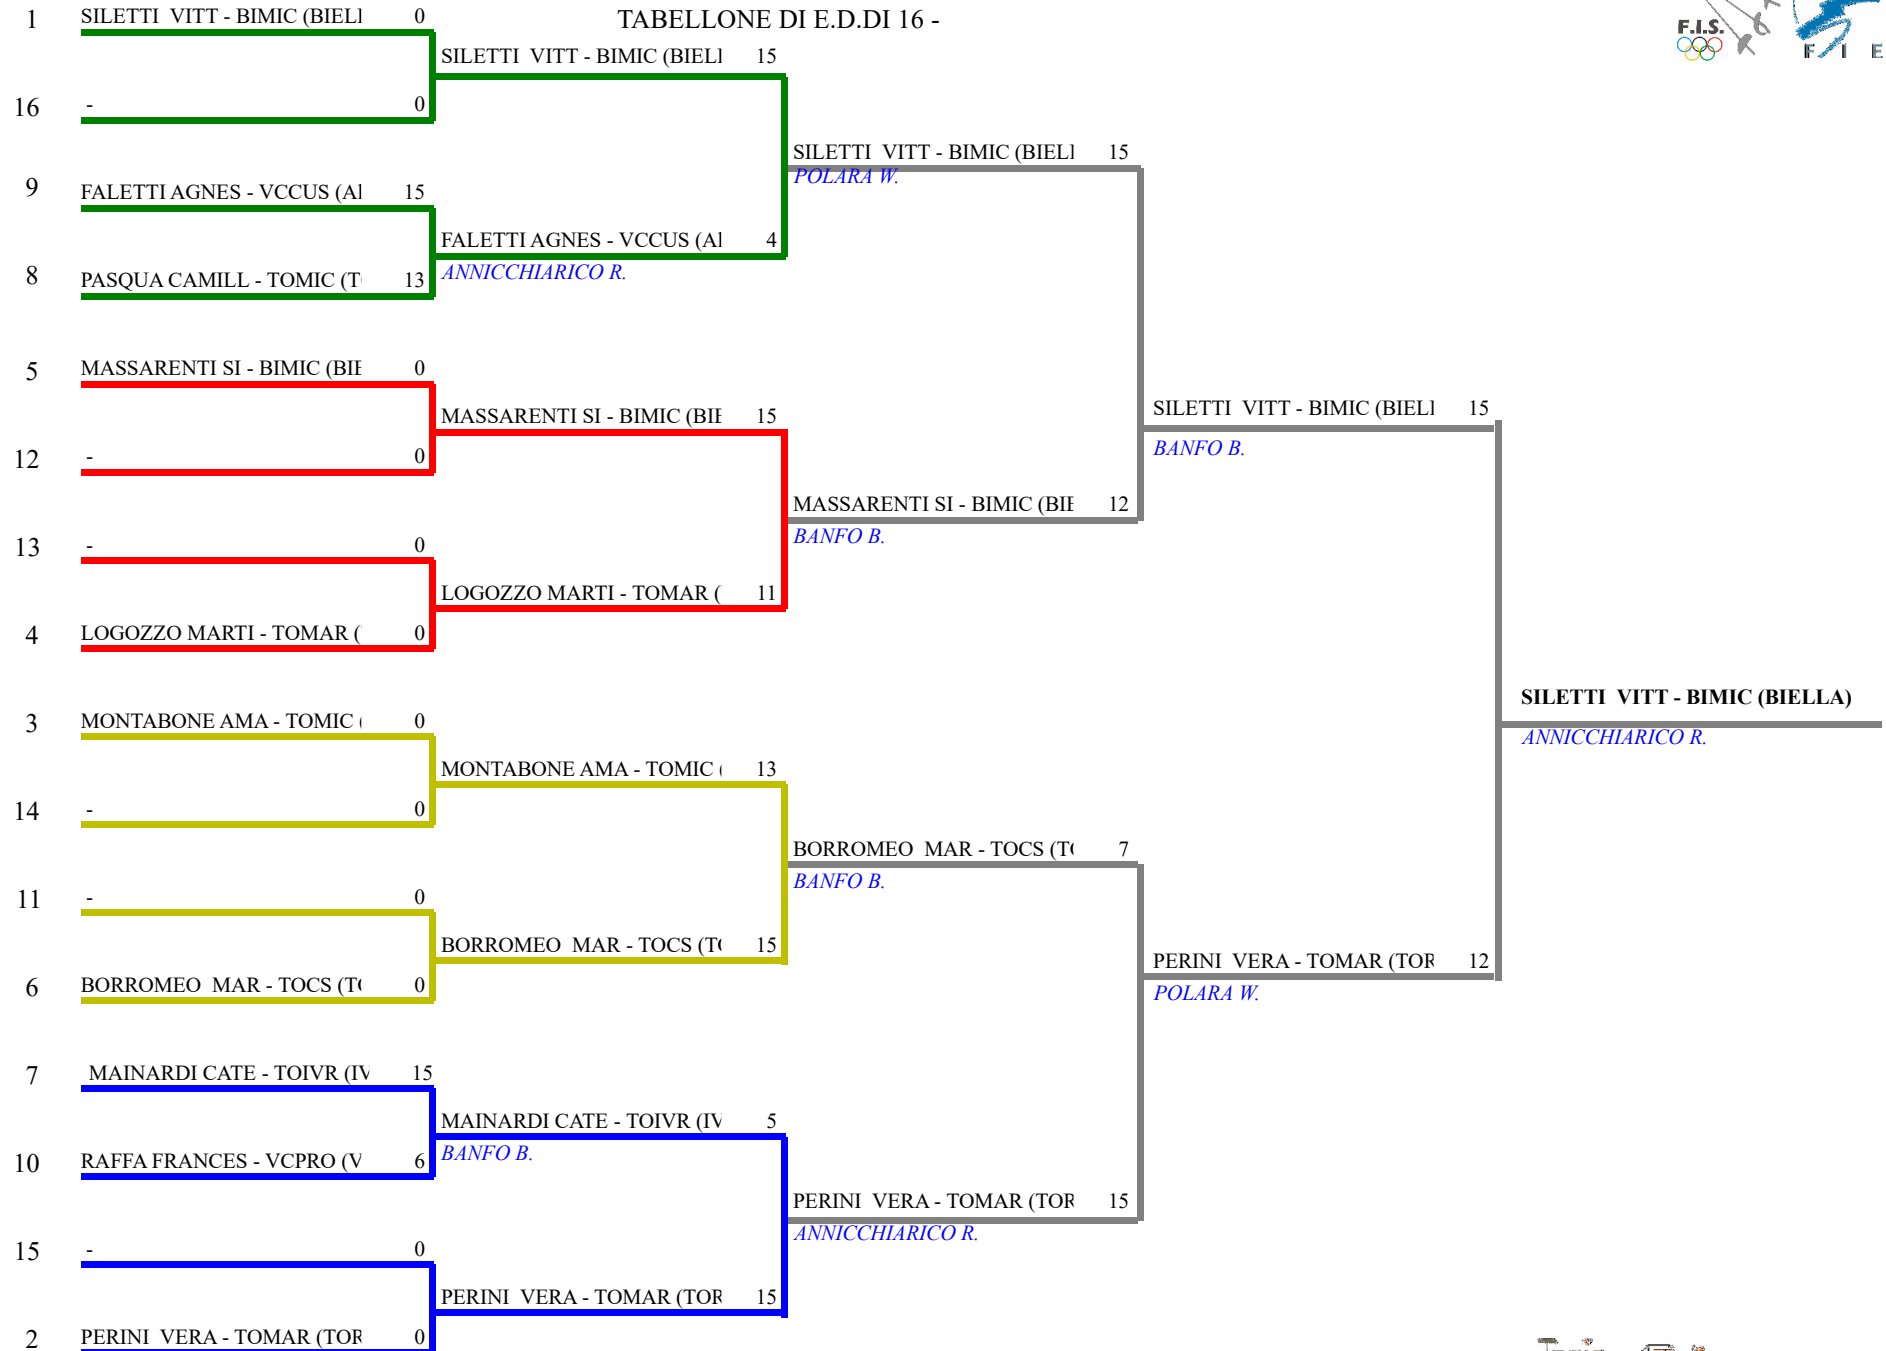 TABELLONE DI E.D.DI 16 -
F.I.S.
F I E
1 SILETTI VITT - BIMIC (BIEL 0
SILETTI VITT - BIMIC (BIEL 15
16 - 0
SILETTI VITT - BIMIC (BIEL 15
POLARA W.
9 FALETTI AGNES - VCCUS (A 15
FALETTI AGNES - VCCUS (A 4
ANNICCHIARICO R.
8 PASQUA CAMILL - TOMIC (T 13
5 MASSARENTI SI - BIMIC (BIE 0
SILETTI VITT - BIMIC (BIEL 15
MASSARENTI SI - BIMIC (BIE 15
BANFO B.
12 - 0
MASSARENTI SI - BIMIC (BIE 12
BANFO B.
13 - 0
LOGOZZO MARTI - TOMAR ( 11
4 LOGOZZO MARTI - TOMAR ( 0
SILETTI VITT - BIMIC (BIELLA)
ANNICCHIARICO R.
3 MONTABONE AMA - TOMIC ( 0
MONTABONE AMA - TOMIC ( 13
14 - 0
BORROMEO MAR - TOCS (TO 7
BANFO B.
11 - 0
BORROMEO MAR - TOCS (TO 15
PERINI VERA - TOMAR (TOR 12
POLARA W.
6 BORROMEO MAR - TOCS (TO 0
7 MAINARDI CATE - TOIVR (IV 15
MAINARDI CATE - TOIVR (IV 5
BANFO B.
10 RAFFA FRANCES - VCPRO (V 6
PERINI VERA - TOMAR (TOR 15
ANNICCHIARICO R.
15 - 0
PERINI VERA - TOMAR (TOR 15
2 PERINI VERA - TOMAR (TOR 0